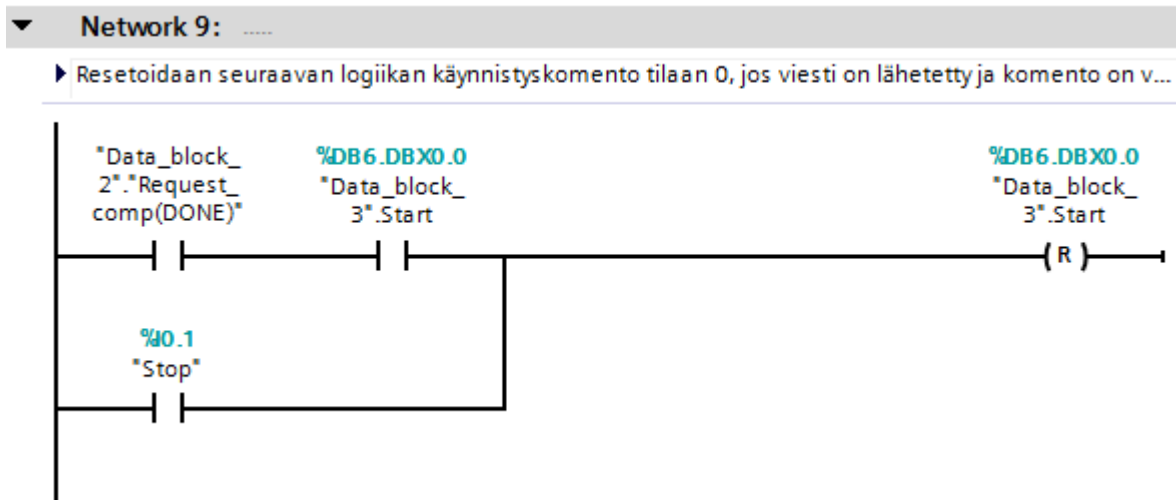 Network 9: .....
Resetoidaan seuraavan logiikan käynnistyskomento tilaan 0, jos viesti on lähetetty ja komento on v...
"Data_block_
2"."Request_
comp(DONE)"
%DB6.DBX0.0
"Data_block_
3".Start
%DB6.DBX0.0
"Data_block_
3".Start
( R )
%I0.1
"Stop"